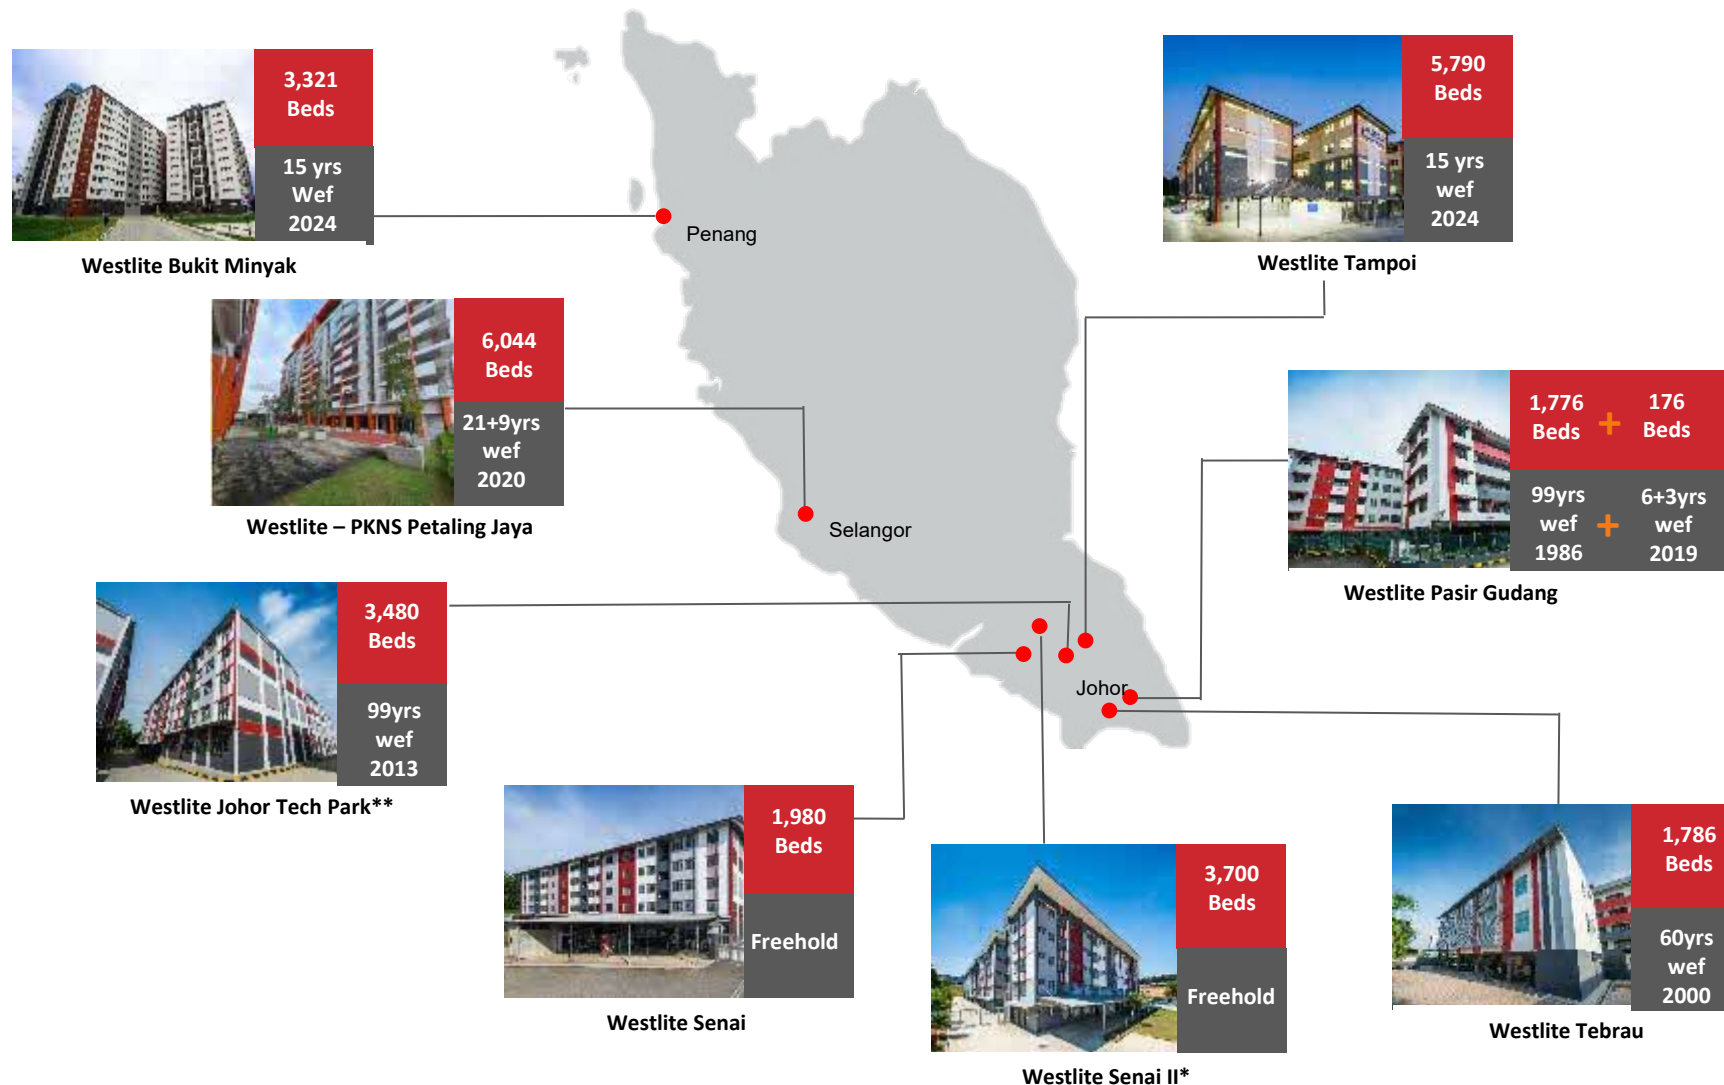 3,321
Beds
15 yrs
Wef
2024
Westlite Bukit Minyak
Penang
5,790
Beds
15 yrs
wef
2024
Westlite Tampoi
6,044
Beds
21+9yrs
wef
2020
Westlite – PKNS Petaling Jaya
Selangor
1,776
Beds
+
176
Beds
99yrs
wef
1986
+
6+3yrs
wef
2019
Westlite Pasir Gudang
3,480
Beds
99yrs
wef
2013
Westlite Johor Tech Park**
Johor
1,980
Beds
Freehold
Westlite Senai
3,700
Beds
Freehold
Westlite Senai II*
1,786
Beds
60yrs
wef
2000
Westlite Tebrau